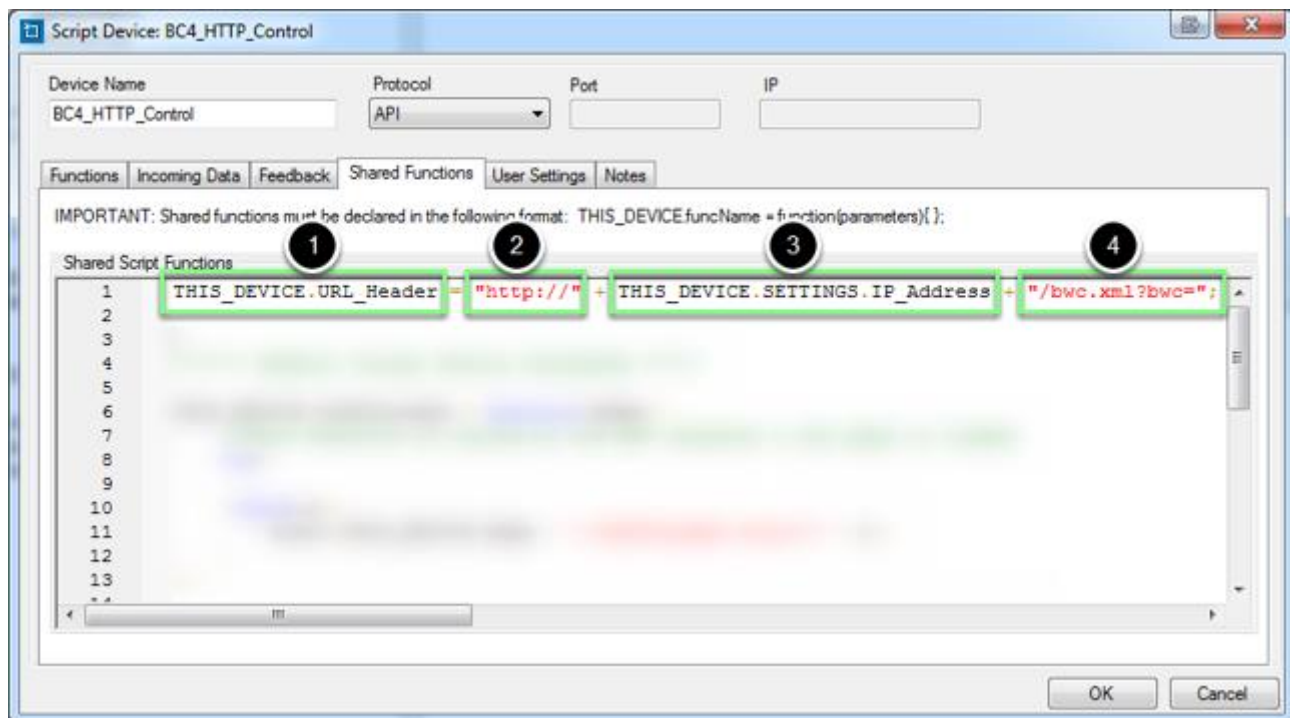 Script Device: BC4_HTTP_Control
Device Name Protocol Port IP
BC4_HTTP_Control API
Functions Incoming Data Feedback Shared Functions User Settings Notes
IMPORTANT: Shared functions must be declared in the following format: THIS_DEVICE.funcName = function(parameters){ };
1 2 3 4
Shared Script Functions
1 THIS_DEVICE.URL_Header = "http://" + THIS_DEVICE.SETTINGS.IP_Address + "/bwc.xml?bwc=";
2
3
4
5
6
7
8
9
10
11
12
13
OK Cancel